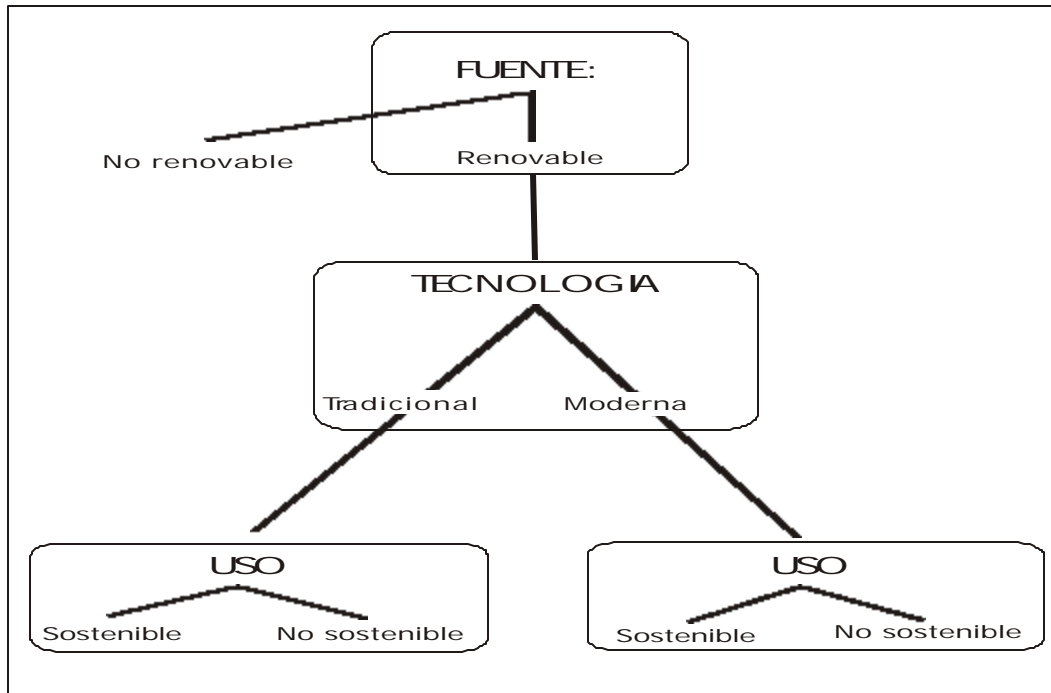 FUENTE:
No renovable
Renovable
TECNOLOGIA
Tradicional
Moderna
USO
Sostenible
No sostenible
USO
Sostenible
No sostenible